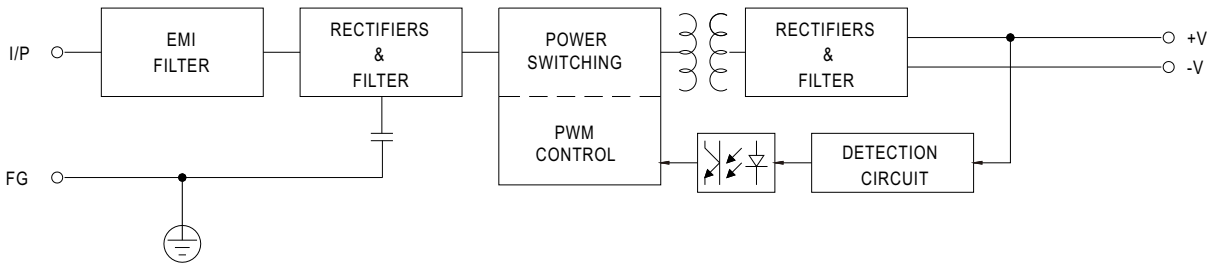 I/P
EMI
FILTER
RECTIFIERS
&
FILTER
POWER
SWITCHING
PWM
CONTROL
RECTIFIERS
&
FILTER
+V
-V
DETECTION
CIRCUIT
FG